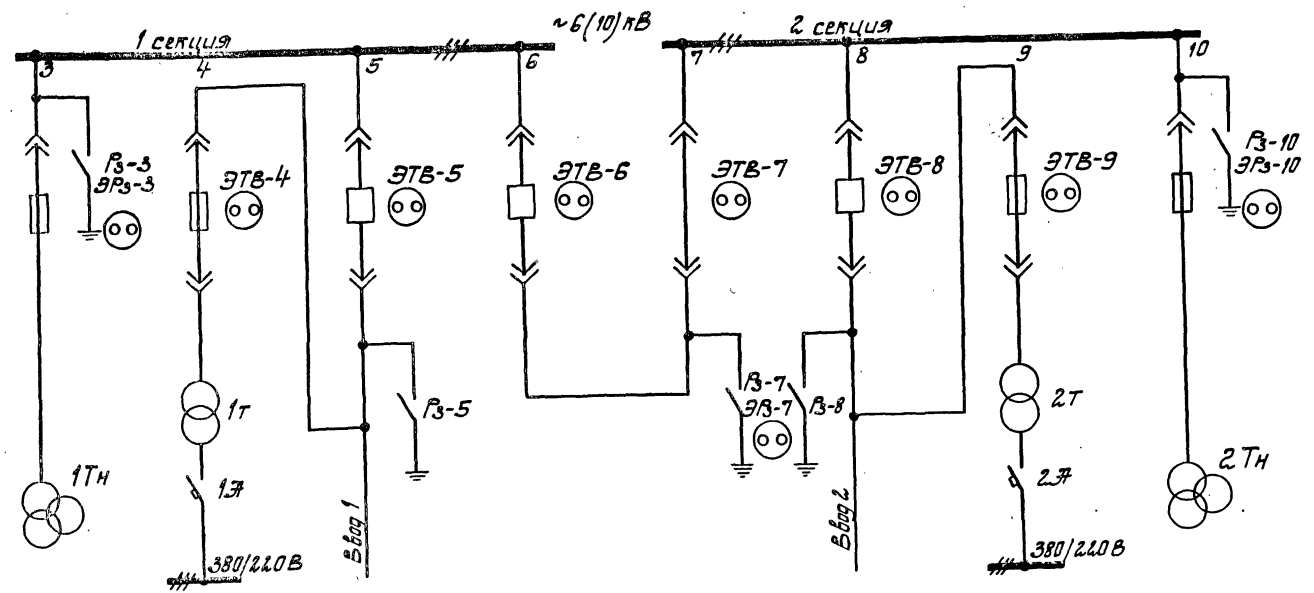 ~6(10)кВ
1 секция
2 секция
3
4
5
6
7
8
9
10
Рз-3
ЭРз-3
ЭТВ-4
ЭТВ-5
ЭТВ-6
ЭТВ-7
ЭТВ-8
ЭТВ-9
Рз-10
ЭРз-10
1т
Рз-5
Рз-7
ЭРз-7
Рз-8
2Т
1Тн
1А
Ввод 1
Ввод 2
2А
2Тн
380/220В
380/220В